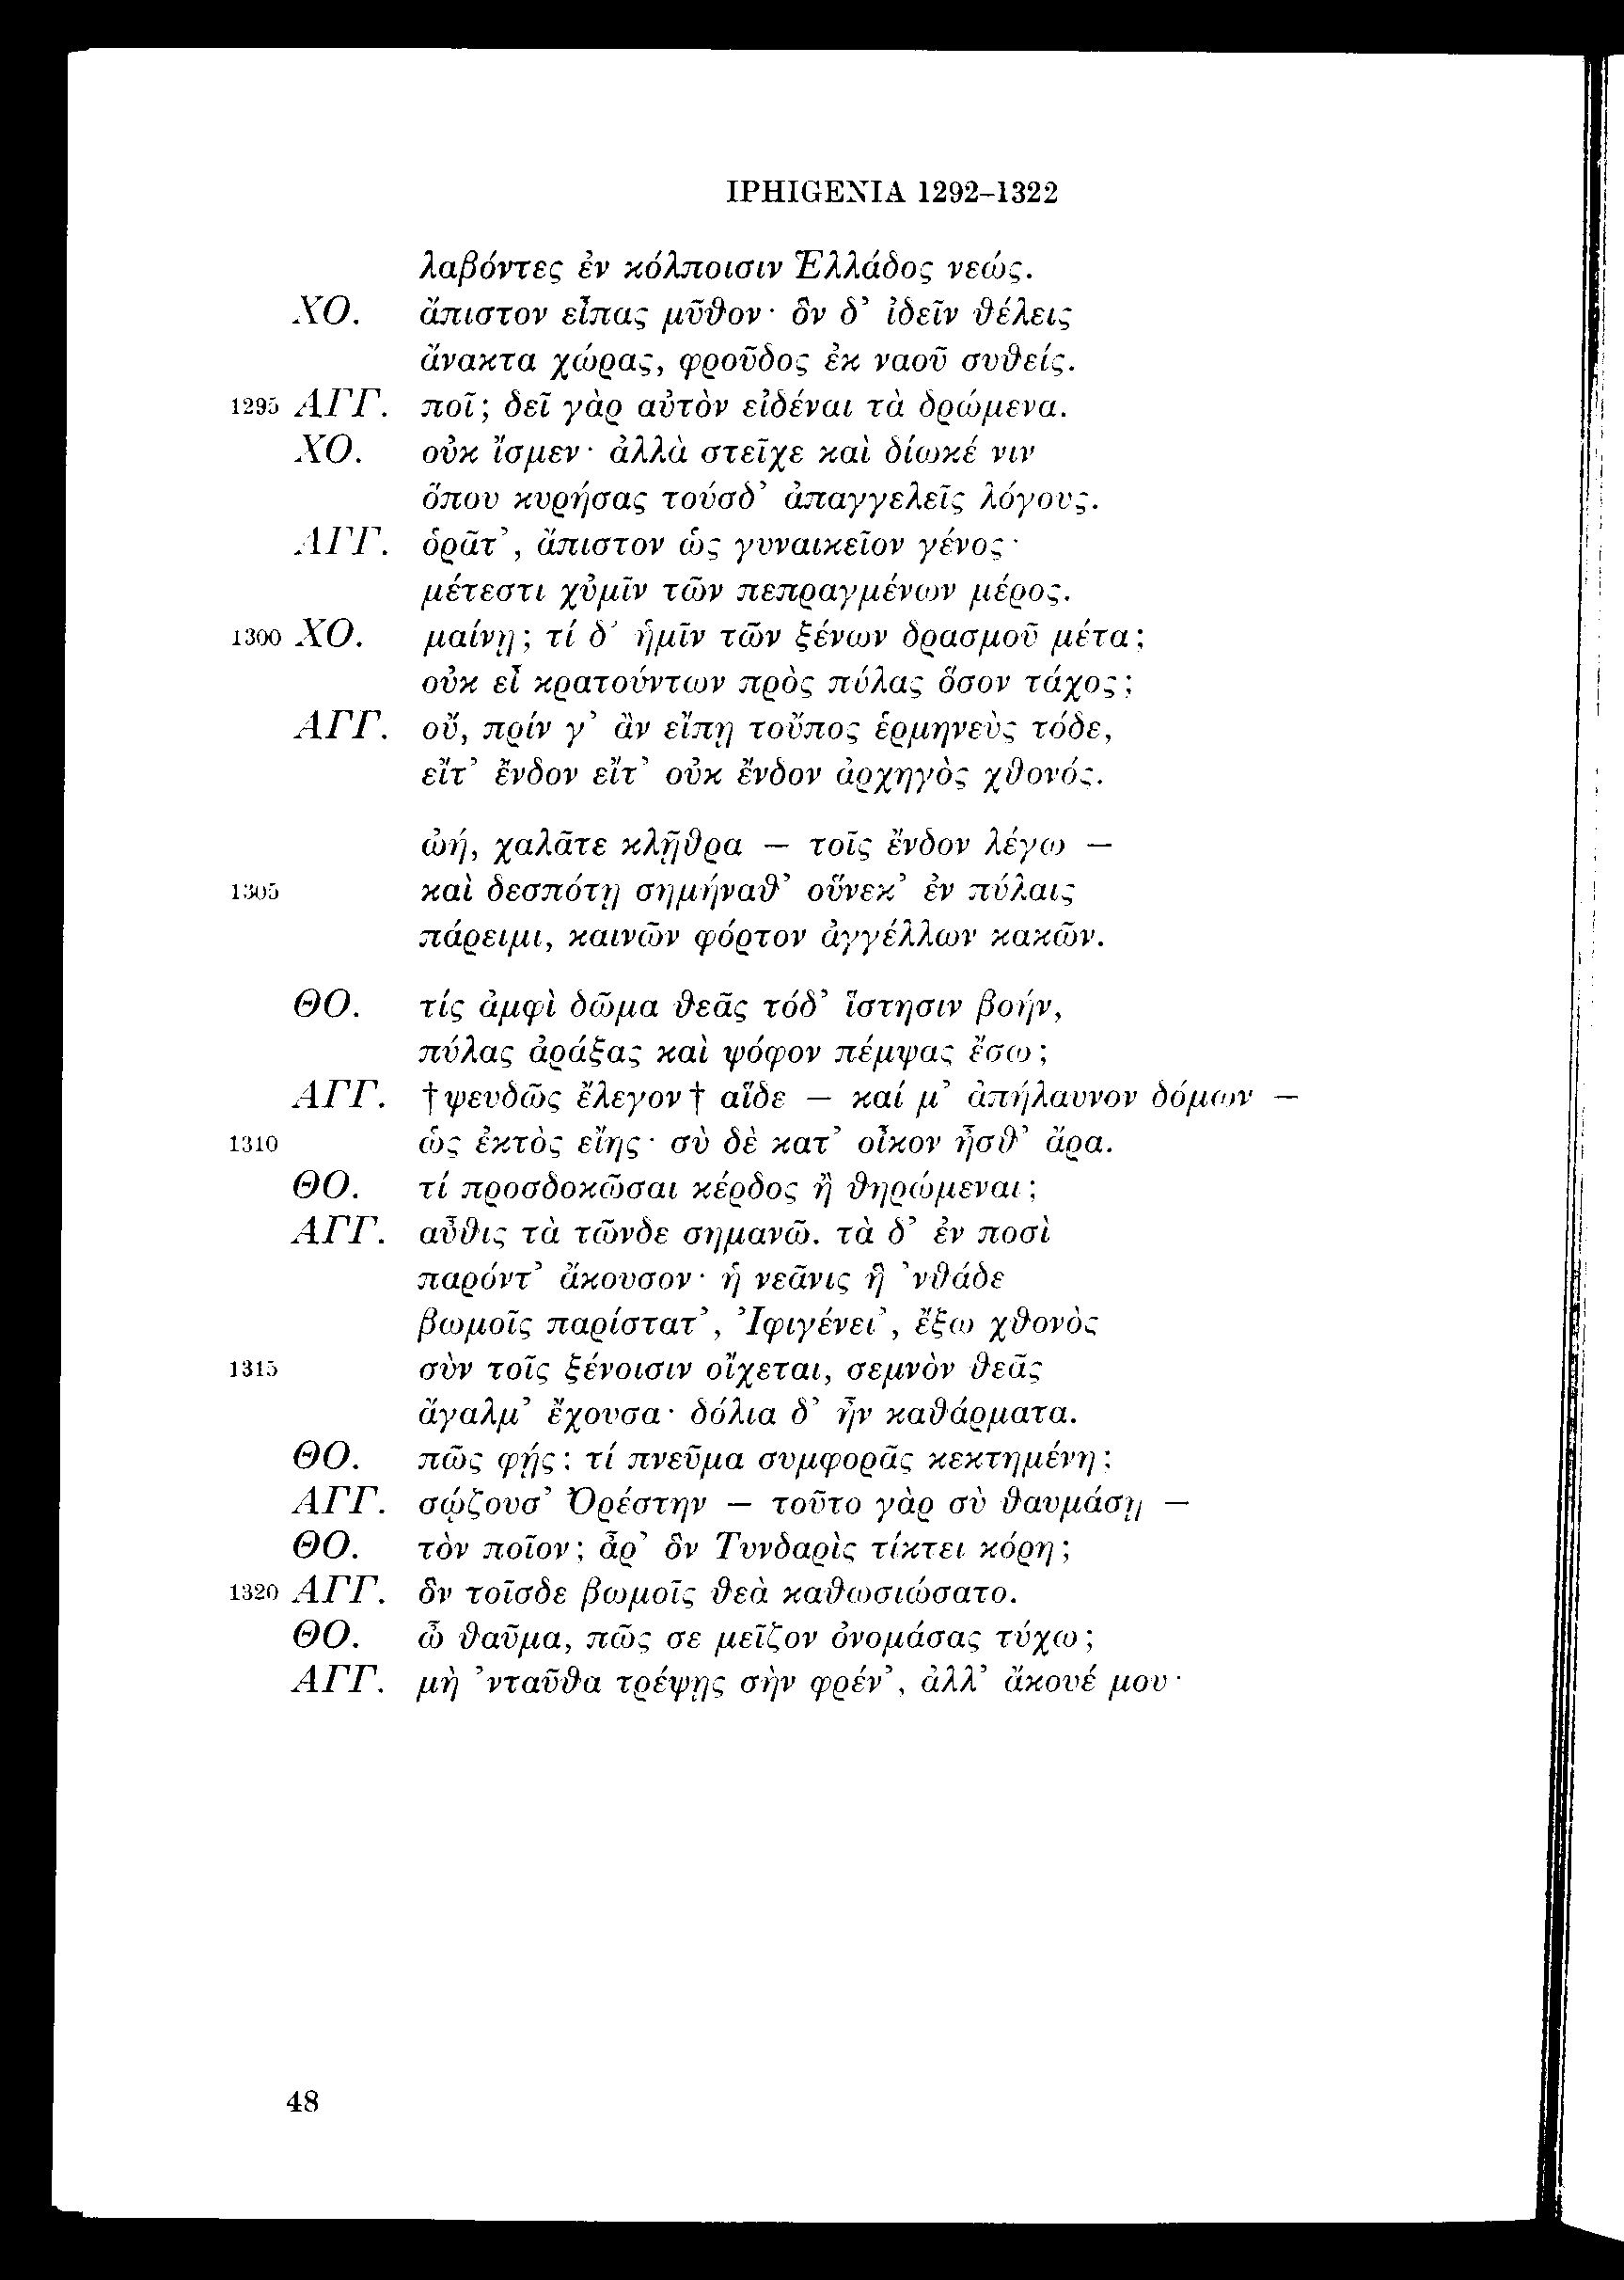 IPHIGENIA 1292–1322
λαβόντες ἐν κόλποισιν Ἑλλάδος νεώς.
ΧΟ. ἄπιστον εἶπας μῦθον· ὃν δ’ ἰδεῖν θέλεις
ἄνακτα χώρας, φροῦδος ἐκ ναοῦ συθείς.
1295 ΑΓΓ. ποῖ; δεῖ γὰρ αὐτὸν εἰδέναι τὰ δρώμενα.
ΧΟ. οὐκ ἴσμεν· ἀλλὰ στεῖχε καὶ δίωκέ νιν
ὅπου κυρήσας τούσδ’ ἀπαγγελεῖς λόγους.
ΑΓΓ. ὁρᾶτ’, ἄπιστον ὡς γυναικεῖον γένος·
μέτεστι χὐμῖν τῶν πεπραγμένων μέρος.
1300 ΧΟ. μαίνῃ; τί δ’ ἡμῖν τῶν ξένων δρασμοῦ μέτα;
οὐκ εἶ κρατούντων πρὸς πύλας ὅσον τάχος;
ΑΓΓ. οὔ, πρίν γ’ ἂν εἴπῃ τοὖπος ἑρμηνεὺς τόδε,
εἴτ’ ἔνδον εἴτ’ οὐκ ἔνδον ἀρχηγὸς χθονός.
ὠή, χαλᾶτε κλῇθρα – τοῖς ἔνδον λέγω –
1305 καὶ δεσπότῃ σημήναθ’ οὕνεκ’ ἐν πύλαις
πάρειμι, καινῶν φόρτον ἀγγέλλων κακῶν.
ΘΟ. τίς ἀμφὶ δῶμα θεᾶς τόδ’ ἵστησιν βοήν,
πύλας ἀράξας καὶ ψόφον πέμψας ἔσω;
ΑΓΓ. †ψευδῶς ἔλεγον† αἵδε – καί μ’ ἀπήλαυνον δόμων –
1310 ὡς ἐκτὸς εἴης· σὺ δὲ κατ’ οἶκον ἦσθ’ ἄρα.
ΘΟ. τί προσδοκῶσαι κέρδος ἢ θηρώμεναι;
ΑΓΓ. αὖθις τὰ τῶνδε σημανῶ. τὰ δ’ ἐν ποσὶ
παρόντ’ ἄκουσον· ἡ νεᾶνις ἣ ’νθάδε
βωμοῖς παρίστατ’, Ἰφιγένει’, ἔξω χθονὸς
1315 σὺν τοῖς ξένοισιν οἴχεται, σεμνὸν θεᾶς
ἄγαλμ’ ἔχουσα· δόλια δ’ ἦν καθάρματα.
ΘΟ. πῶς φῄς; τί πνεῦμα συμφορᾶς κεκτημένη;
ΑΓΓ. σῴζουσ’ Ὀρέστην – τοῦτο γὰρ σὺ θαυμάσῃ –
ΘΟ. τὸν ποῖον; ἆρ’ ὃν Τυνδαρὶς τίκτει κόρη;
1320 ΑΓΓ. ὃν τοῖσδε βωμοῖς θεὰ καθωσιώσατο.
ΘΟ. ὦ θαῦμα, πῶς σε μεῖζον ὀνομάσας τύχω;
ΑΓΓ. μὴ ’νταῦθα τρέψῃς σὴν φρέν’, ἀλλ’ ἄκουέ μου·
48